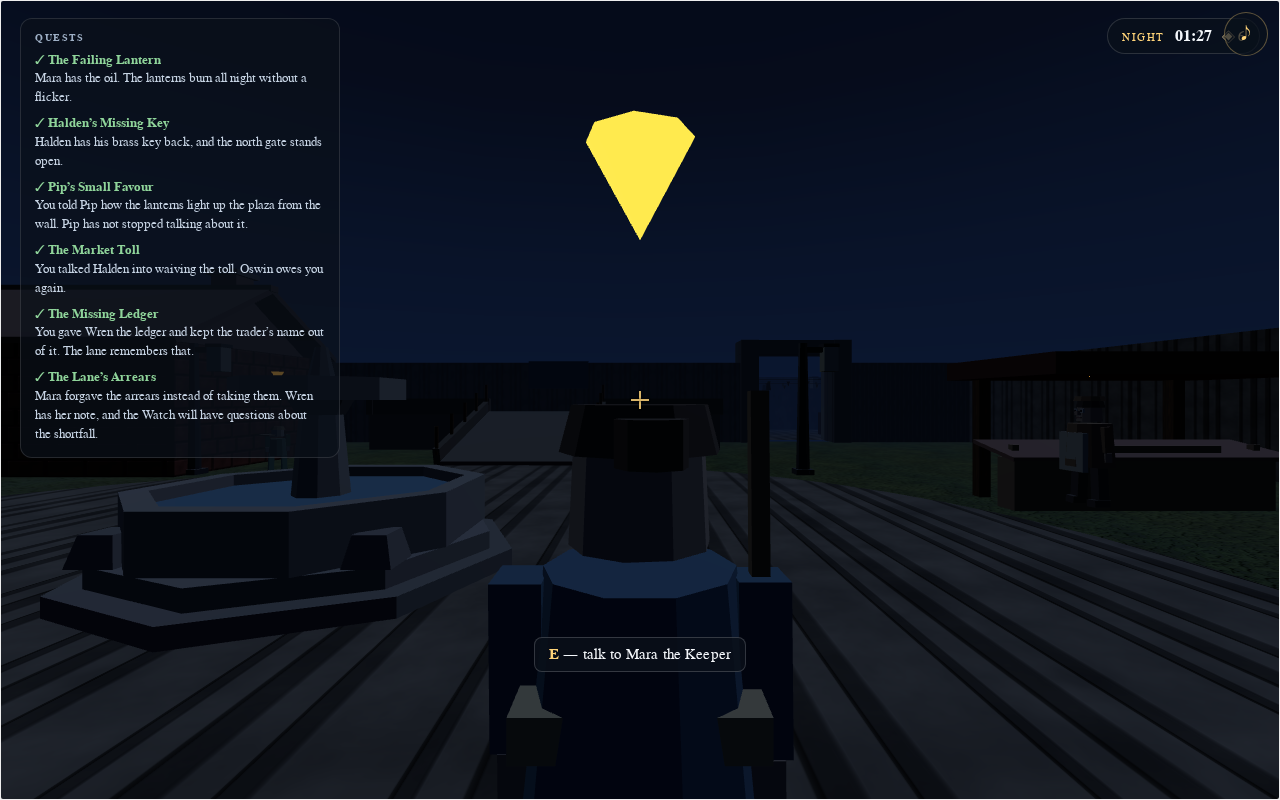 QUESTS
✓ The Failing Lantern
Mara has the oil. The lanterns burn all night without a
flicker.
✓ Halden’s Missing Key
Halden has his brass key back, and the north gate stands
open.
✓ Pip’s Small Favour
You told Pip how the lanterns light up the plaza from the
wall. Pip has not stopped talking about it.
✓ The Market Toll
You talked Halden into waiving the toll. Oswin owes you
again.
✓ The Missing Ledger
You gave Wren the ledger and kept the trader’s name out
of it. The lane remembers that.
✓ The Lane’s Arrears
Mara forgave the arrears instead of taking them. Wren
has her note, and the Watch will have questions about
the shortfall.
NIGHT 01:27
E — talk to Mara the Keeper